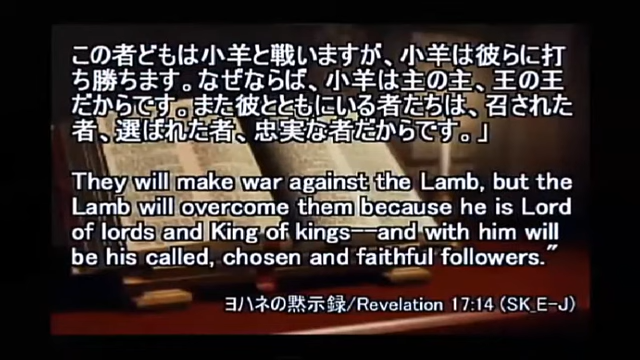 この者どもは小羊と戦いますが、小羊は彼らに打
ち勝ちます。なぜならば、小羊は主の主、王の王
だからです。また彼とともにいる者たちは、召された
者、選ばれた者、忠実な者だからです。」
They will make war against the Lamb, but the
Lamb will overcome them because he is Lord
of lords and King of kings--and with him will
be his called, chosen and faithful followers."
ヨハネの黙示録/Revelation 17:14 (SK_E-J)